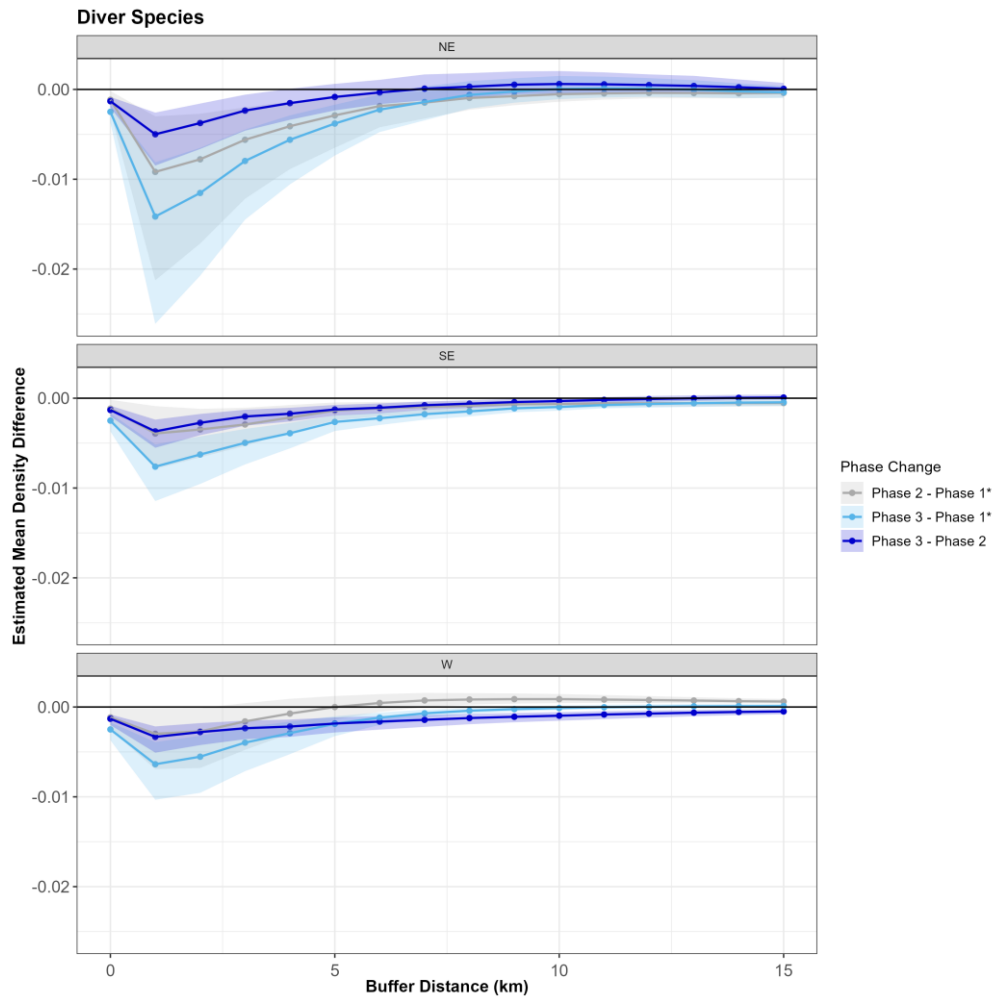 Diver Species
NE
0.00
-0.01
-0.02
SE
0.00
-0.01
-0.02
W
0.00
-0.01
-0.02
0 5 10 15
Buffer Distance (km)
Estimated Mean Density Difference
Phase Change
Phase 2 - Phase 1*
Phase 3 - Phase 1*
Phase 3 - Phase 2